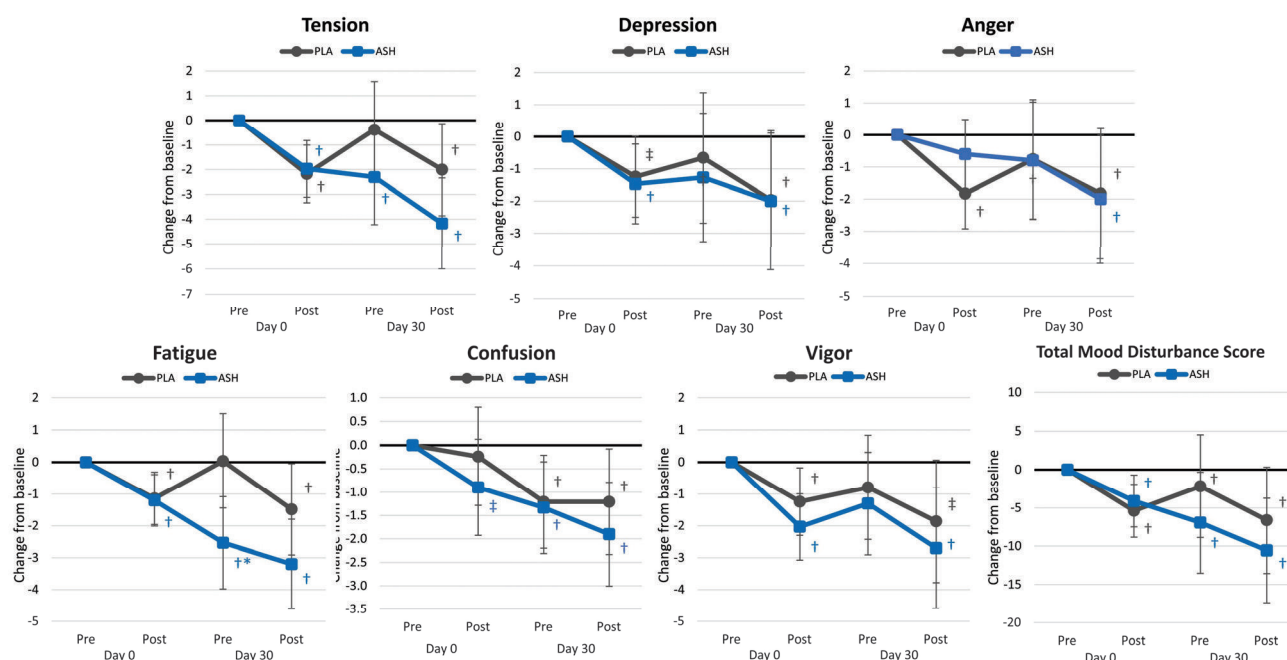 Tension
PLA ASH
Change from baseline
2
1
0
-1
-2
-3
-4
-5
-6
-7
†
†
†
†
†
Pre Post Pre Post
Day 0 Day 30
Depression
PLA ASH
Change from baseline
2
1
0
-1
-2
-3
-4
-5
‡
†
†
†
Pre Post Pre Post
Day 0 Day 30
Anger
PLA ASH
Change from baseline
2
1
0
-1
-2
-3
-4
-5
†
†
†
Pre Post Pre Post
Day 0 Day 30
Fatigue
PLA ASH
Change from baseline
2
1
0
-1
-2
-3
-4
-5
†
†
†*
†
†
Pre Post Pre Post
Day 0 Day 30
Confusion
PLA ASH
Change from baseline
1.0
0.5
0.0
-0.5
-1.0
-1.5
-2.0
-2.5
-3.0
-3.5
‡
†
†
†
†
Pre Post Pre Post
Day 0 Day 30
Vigor
PLA ASH
Change from baseline
2
1
0
-1
-2
-3
-4
-5
†
†
‡
†
Pre Post Pre Post
Day 0 Day 30
Total Mood Disturbance Score
PLA ASH
Change from baseline
10
5
0
-5
-10
-15
-20
†
†
†
†
†
†
Pre Post Pre Post
Day 0 Day 30